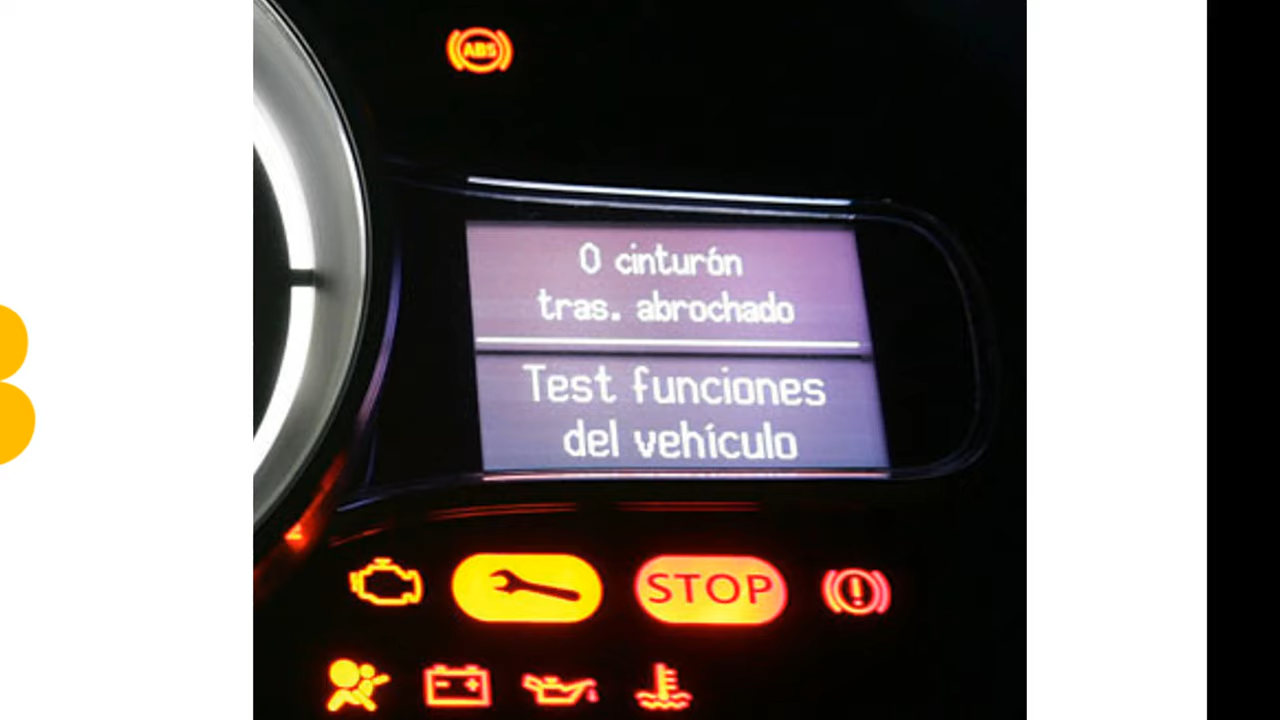 ABS
0 cinturón
tras. abrochado
Test funciones
del vehículo
STOP